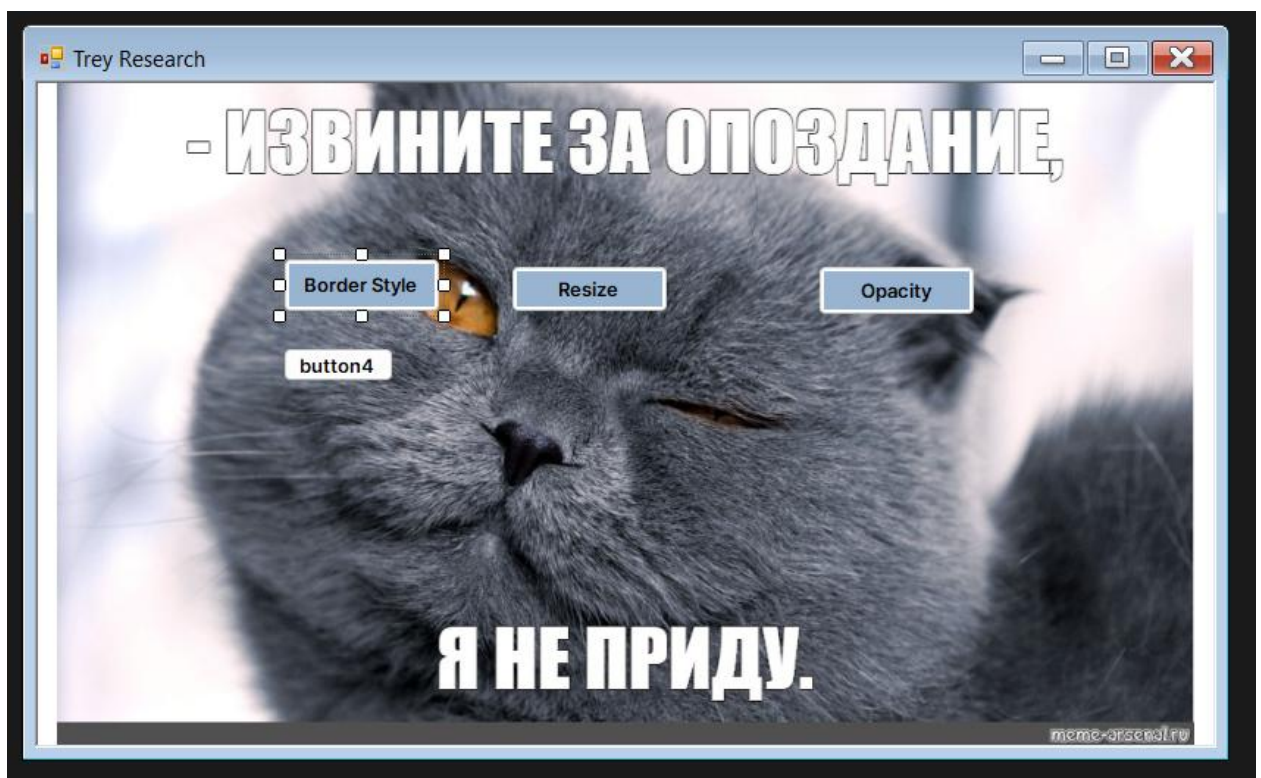 Trey Research
- ИЗВИНИТЕ ЗА ОПОЗДАНИЕ,
Border Style
Resize
Opacity
button4
Я НЕ ПРИДУ.
meme-arsenal.ru